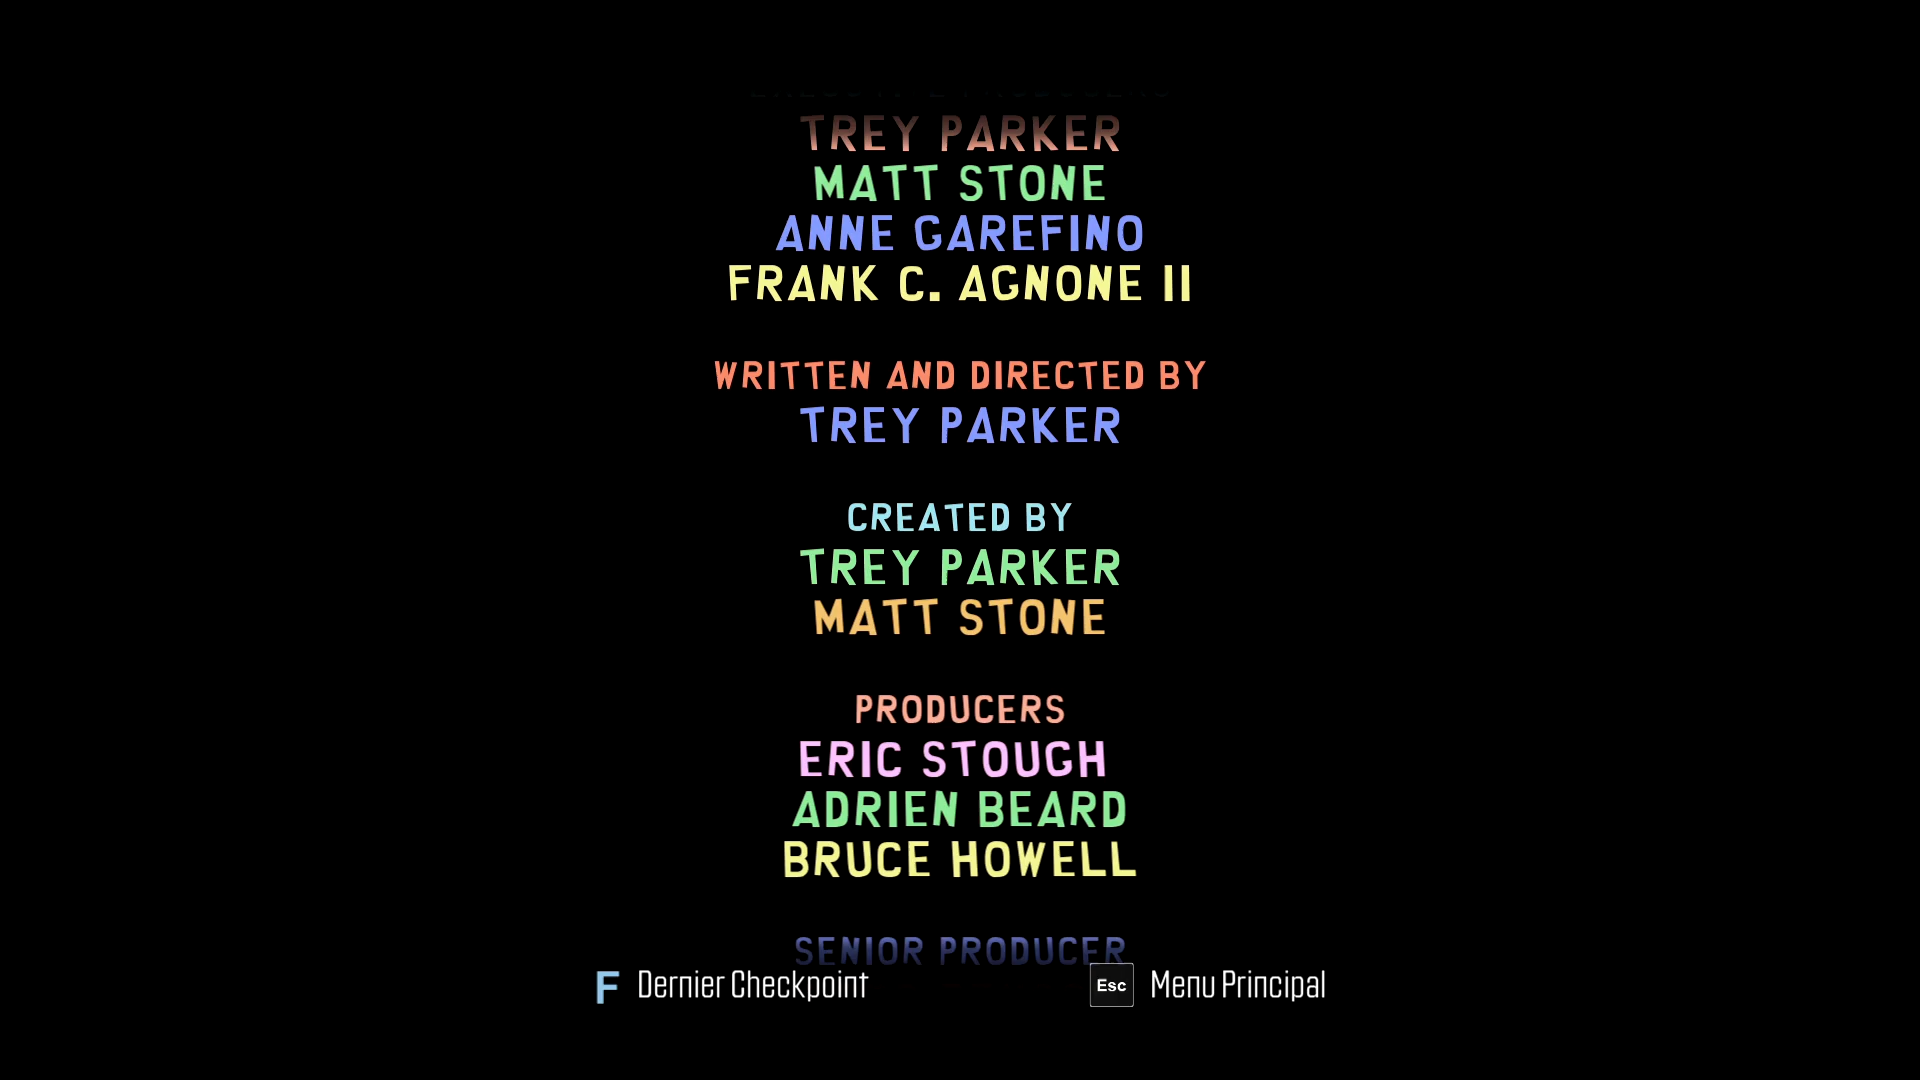 TREY PARKER
MATT STONE
ANNE GAREFINO
FRANK C. AGNONE II
WRITTEN AND DIRECTED BY
TREY PARKER
CREATED BY
TREY PARKER
MATT STONE
PRODUCERS
ERIC STOUGH
ADRIEN BEARD
BRUCE HOWELL
SENIOR PRODUCER
F Dernier Checkpoint
Esc Menu Principal